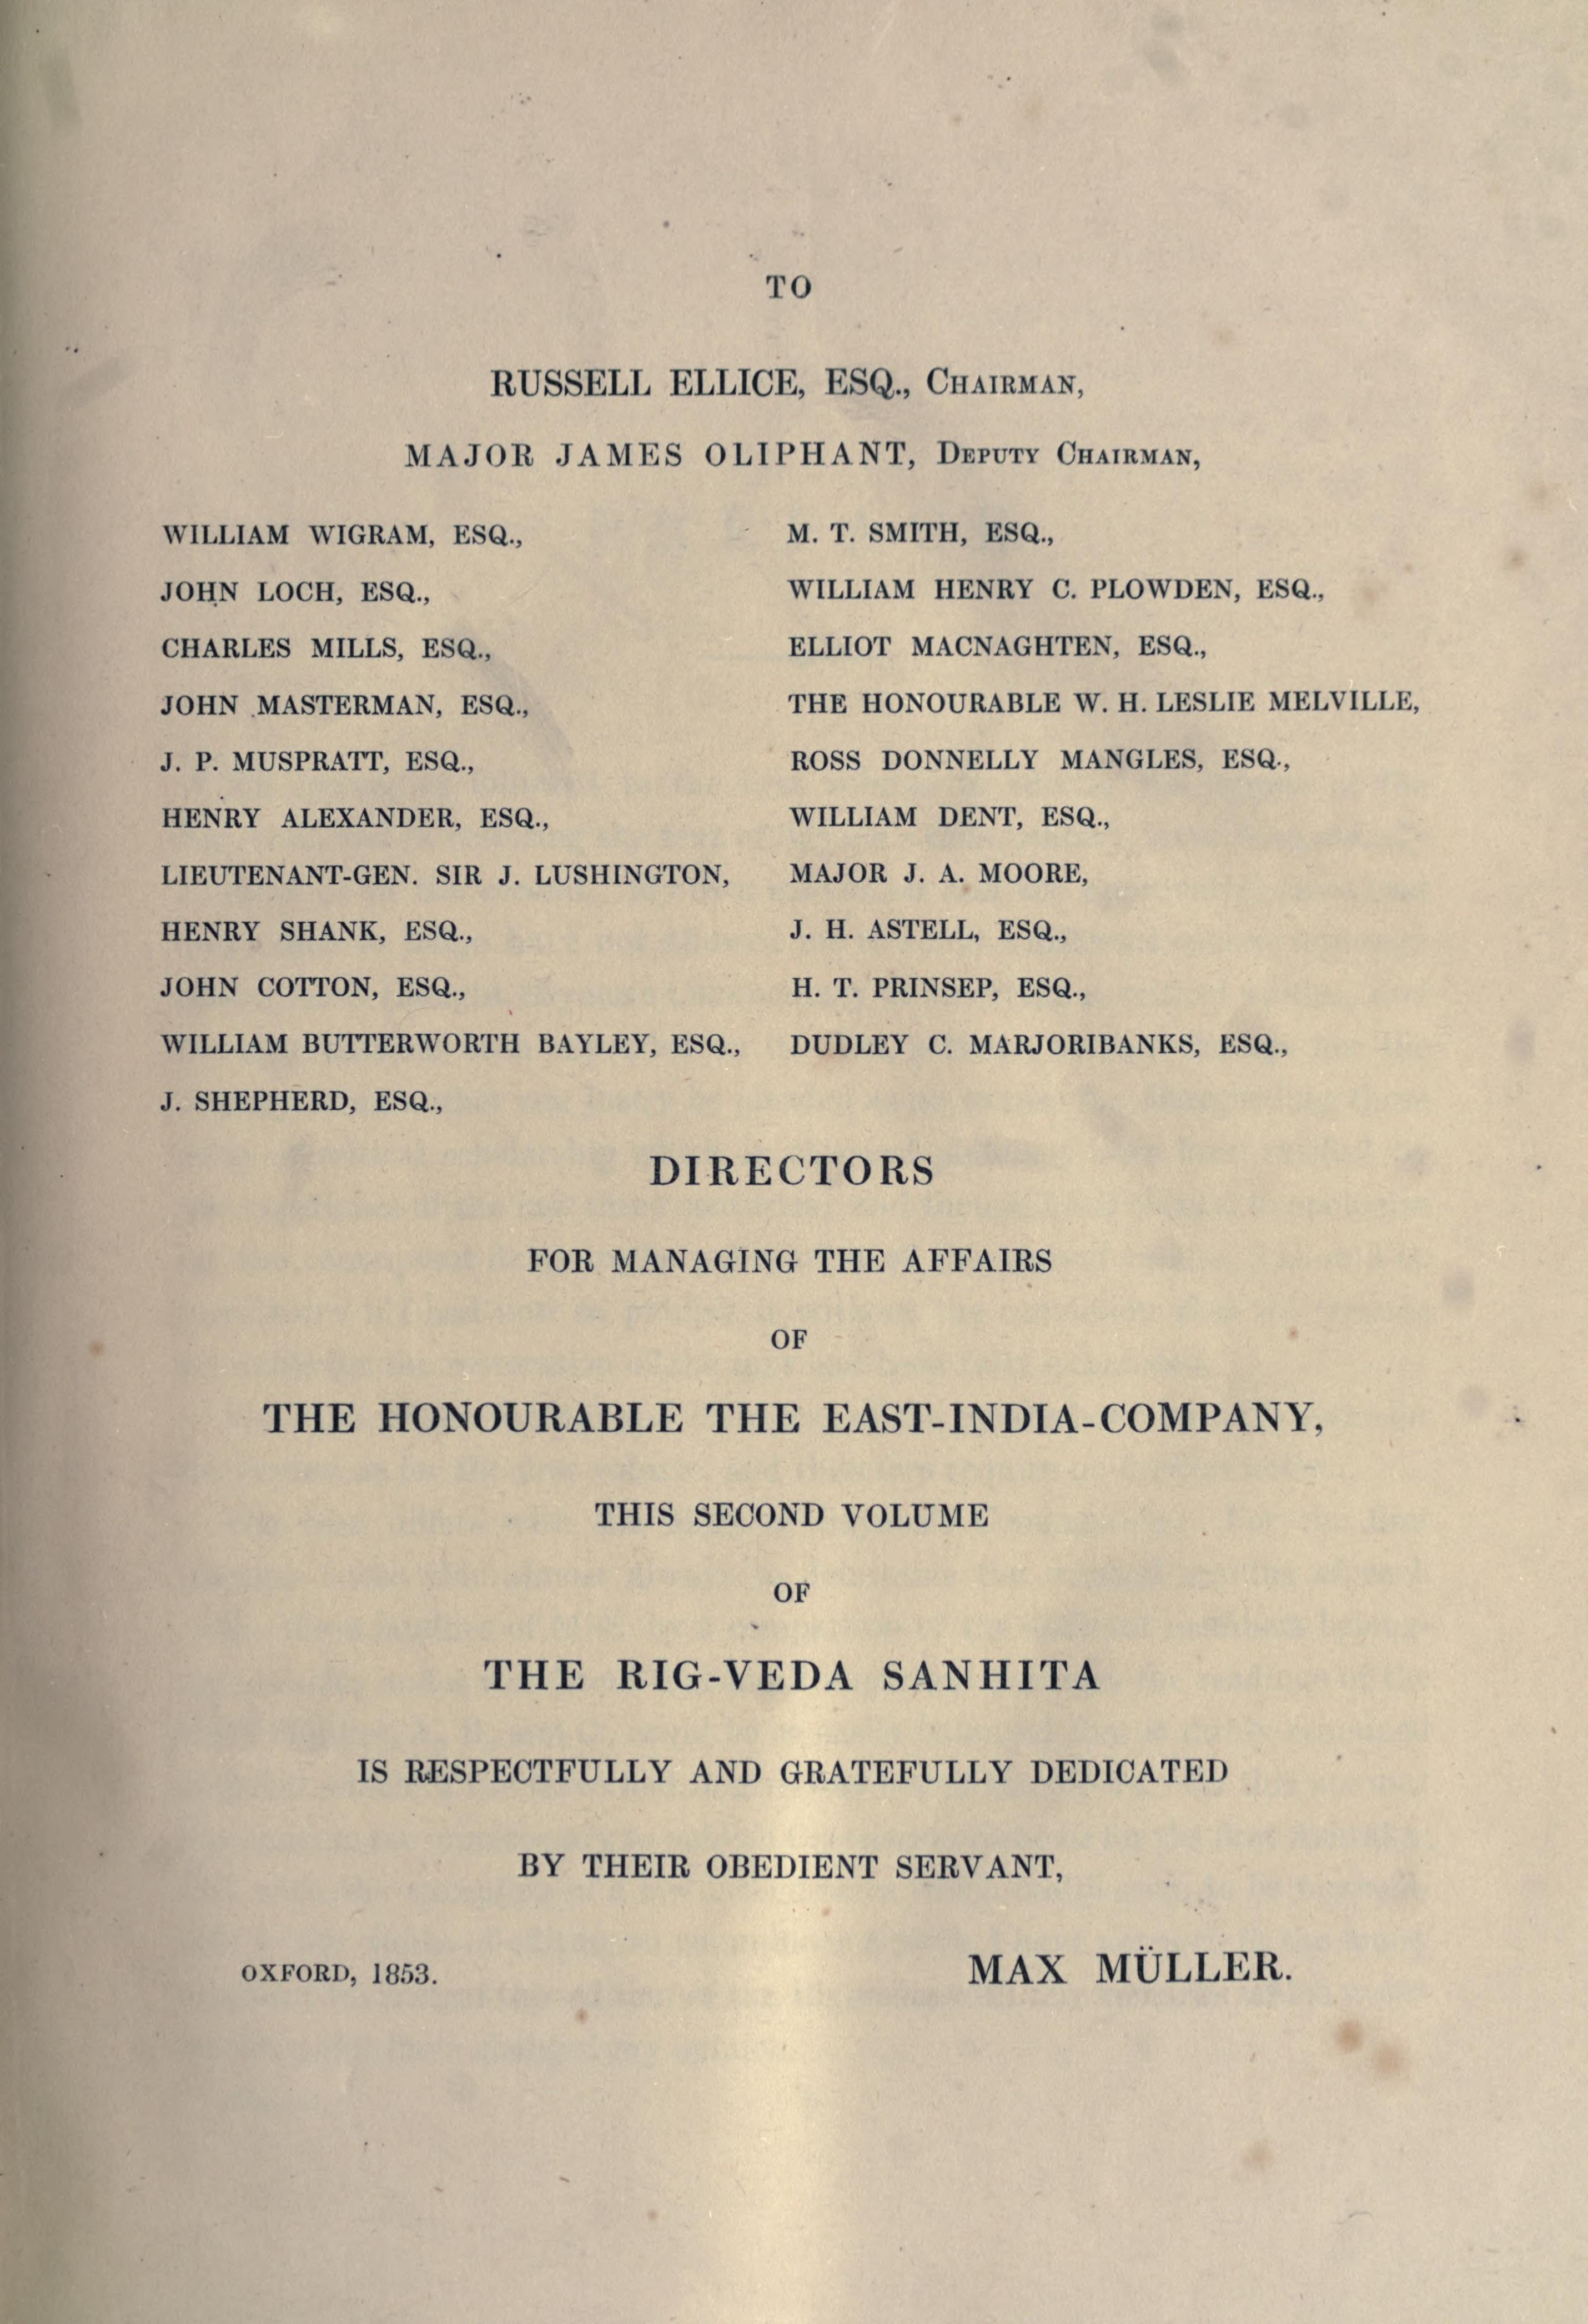 TO
RUSSELL ELLICE, ESQ., CHAIRMAN,
MAJOR JAMES OLIPHANT, DEPUTY CHAIRMAN,
WILLIAM WIGRAM, ESQ.,
JOHN LOCH, ESQ.,
CHARLES MILLS, ESQ.,
JOHN MASTERMAN, ESQ.,
J. P. MUSPRATT, ESQ.,
HENRY ALEXANDER, ESQ.,
LIEUTENANT-GEN. SIR J. LUSHINGTON,
HENRY SHANK, ESQ.,
JOHN COTTON, ESQ.,
WILLIAM BUTTERWORTH BAYLEY, ESQ.,
J. SHEPHERD, ESQ.,
M. T. SMITH, ESQ.,
WILLIAM HENRY C. PLOWDEN, ESQ.,
ELLIOT MACNAGHTEN, ESQ.,
THE HONOURABLE W. H. LESLIE MELVILLE,
ROSS DONNELLY MANGLES, ESQ.,
WILLIAM DENT, ESQ.,
MAJOR J. A. MOORE,
J. H. ASTELL, ESQ.,
H. T. PRINSEP, ESQ.,
DUDLEY C. MARJORIBANKS, ESQ.,
DIRECTORS
FOR MANAGING THE AFFAIRS
OF
THE HONOURABLE THE EAST-INDIA-COMPANY,
THIS SECOND VOLUME
OF
THE RIG-VEDA SANHITA
IS RESPECTFULLY AND GRATEFULLY DEDICATED
BY THEIR OBEDIENT SERVANT,
OXFORD, 1853.
MAX MÜLLER.